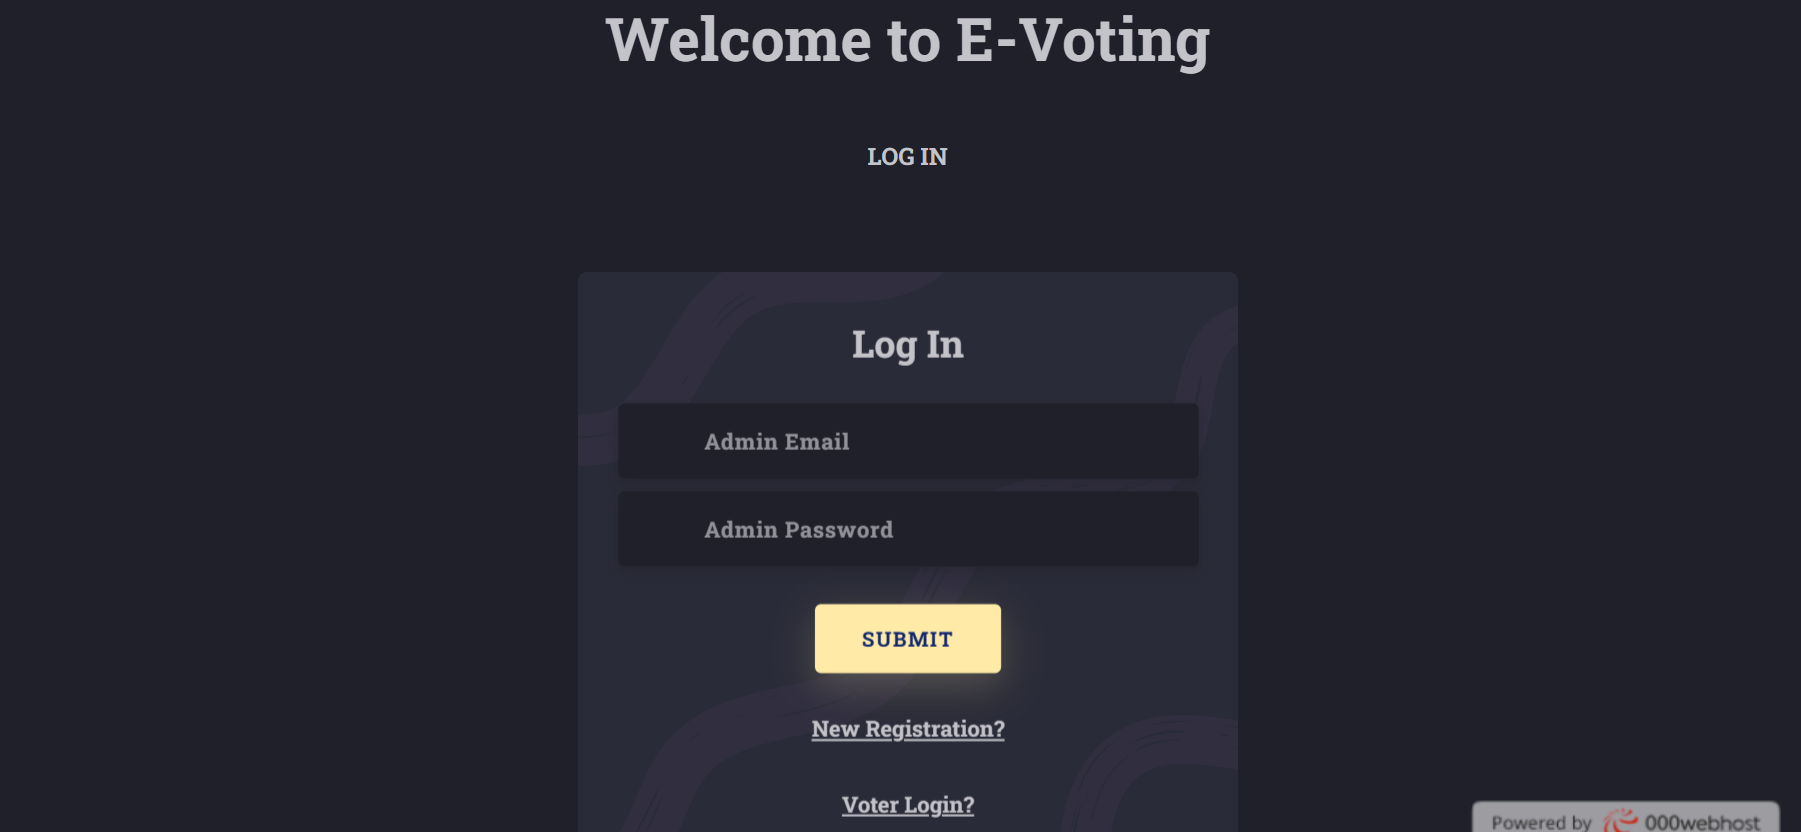 Welcome to E-Voting
LOG IN
Log In
Admin Email
Admin Password
SUBMIT
New Registration?
Voter Login?
Powered by 000webhost